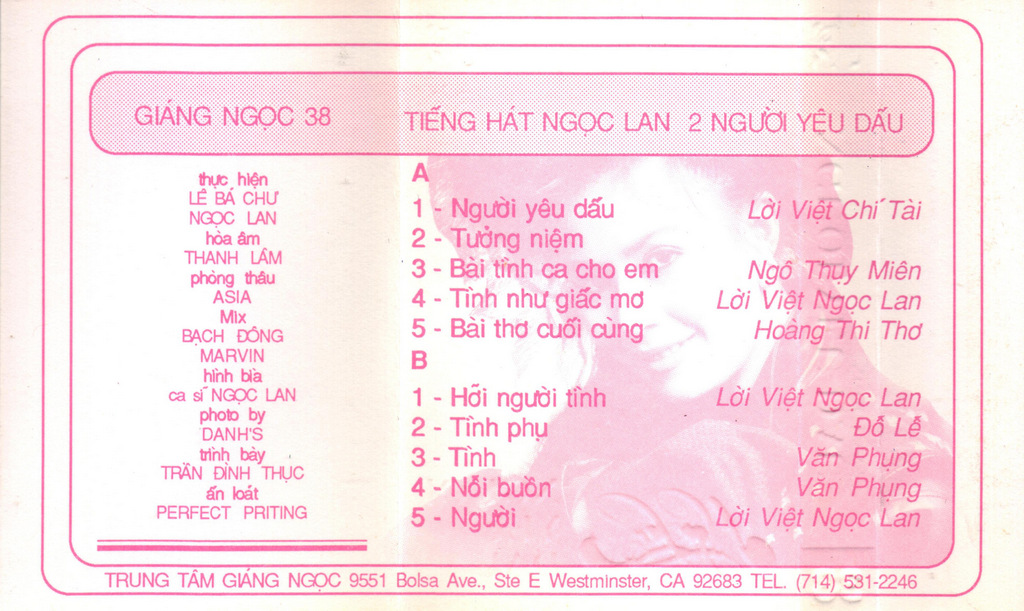 GIÁNG NGỌC 38
TIẾNG HÁT NGỌC LAN 2 NGƯỜI YÊU DẤU
thực hiện
LÊ BÁ CHƯ
NGỌC LAN
hòa âm
THANH LÂM
phòng thâu
ASIA
Mix
BẠCH ĐÔNG
MARVIN
hình bìa
ca sĩ NGỌC LAN
photo by
DANH'S
trình bày
TRẦN ĐÌNH THỤC
ấn loát
PERFECT PRITING
A
1 - Người yêu dấu Lời Việt Chí Tài
2 - Tưởng niệm
3 - Bài tình ca cho em Ngô Thụy Miên
4 - Tình như giấc mơ Lời Việt Ngọc Lan
5 - Bài thơ cuối cùng Hoàng Thi Thơ
B
1 - Hỡi người tình Lời Việt Ngọc Lan
2 - Tình phụ Đỗ Lễ
3 - Tình Văn Phụng
4 - Nỗi buồn Văn Phụng
5 - Người Lời Việt Ngọc Lan
TRUNG TÂM GIÁNG NGỌC 9551 Bolsa Ave., Ste E Westminster, CA 92683 TEL. (714) 531-2246